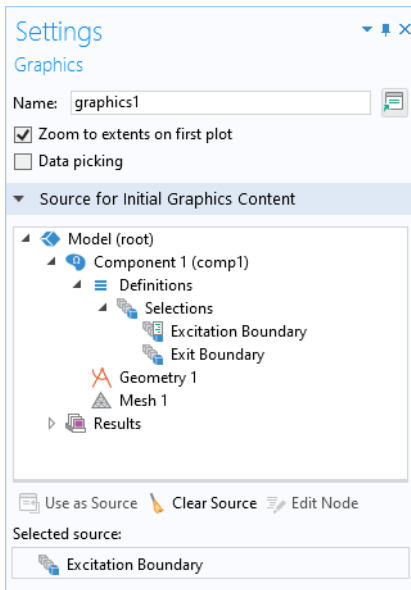 Settings
Graphics
Name: graphics1
Zoom to extents on first plot
Data picking
Source for Initial Graphics Content
Model (root)
Component 1 (comp1)
Definitions
Selections
Excitation Boundary
Exit Boundary
Geometry 1
Mesh 1
Results
Use as Source Clear Source Edit Node
Selected source:
Excitation Boundary